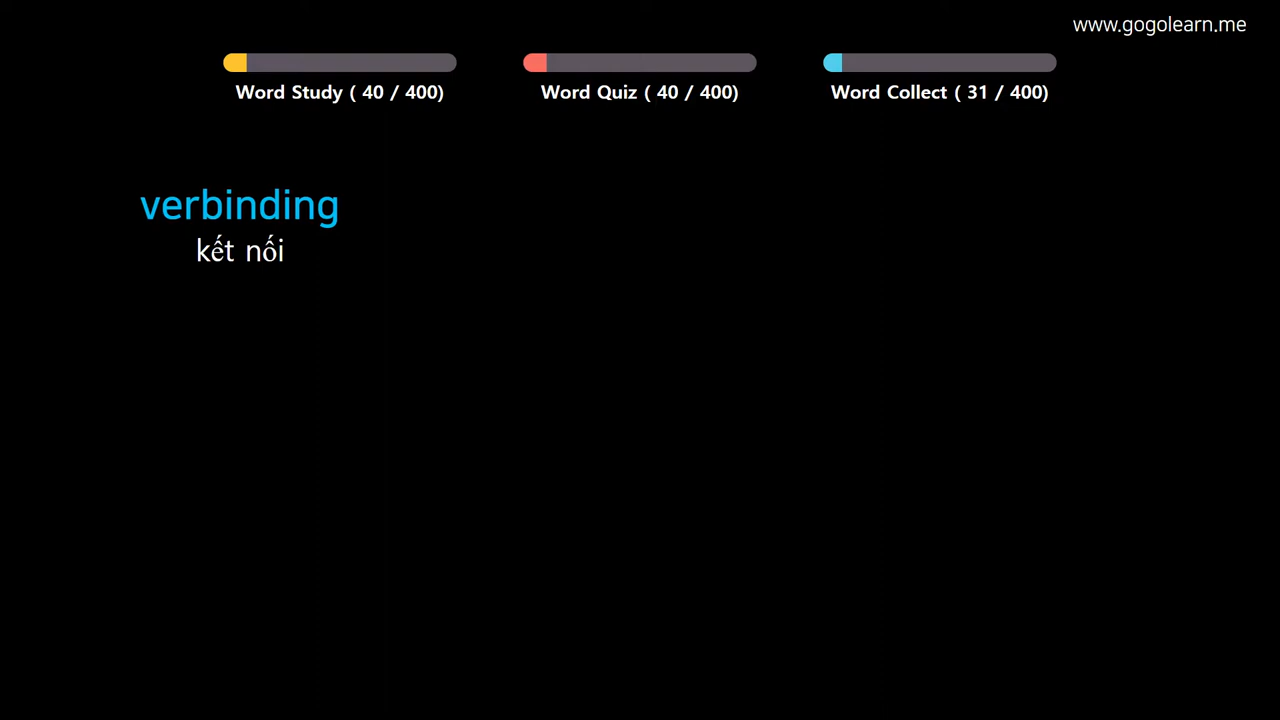 www.gogolearn.me
Word Study ( 40 / 400)
Word Quiz ( 40 / 400)
Word Collect ( 31 / 400)
verbinding
kết nối